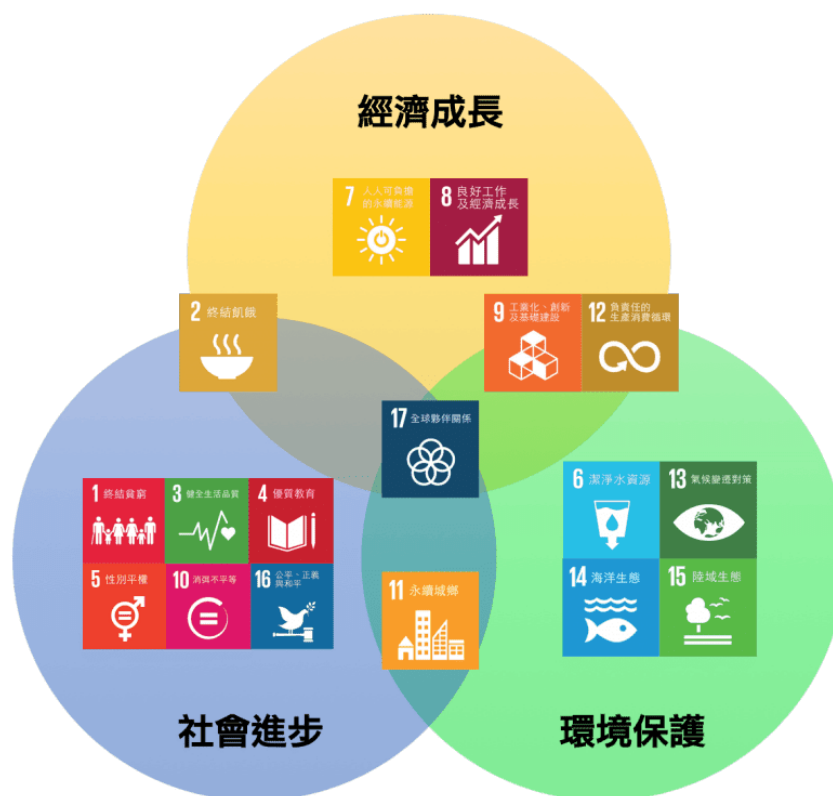 經濟成長
7 人人可負擔
的永續能源
8 良好工作
及經濟成長
2 終結飢餓
9 工業化、創新
及基礎建設
12 負責任的
生產消費循環
17 全球夥伴關係
1 終結貧窮
3 健全生活品質
4 優質教育
5 性別平權
10 消弭不平等
16 公平、正義
與和平
11 永續城鄉
6 潔淨水資源
13 氣候變遷對策
14 海洋生態
15 陸域生態
社會進步
環境保護